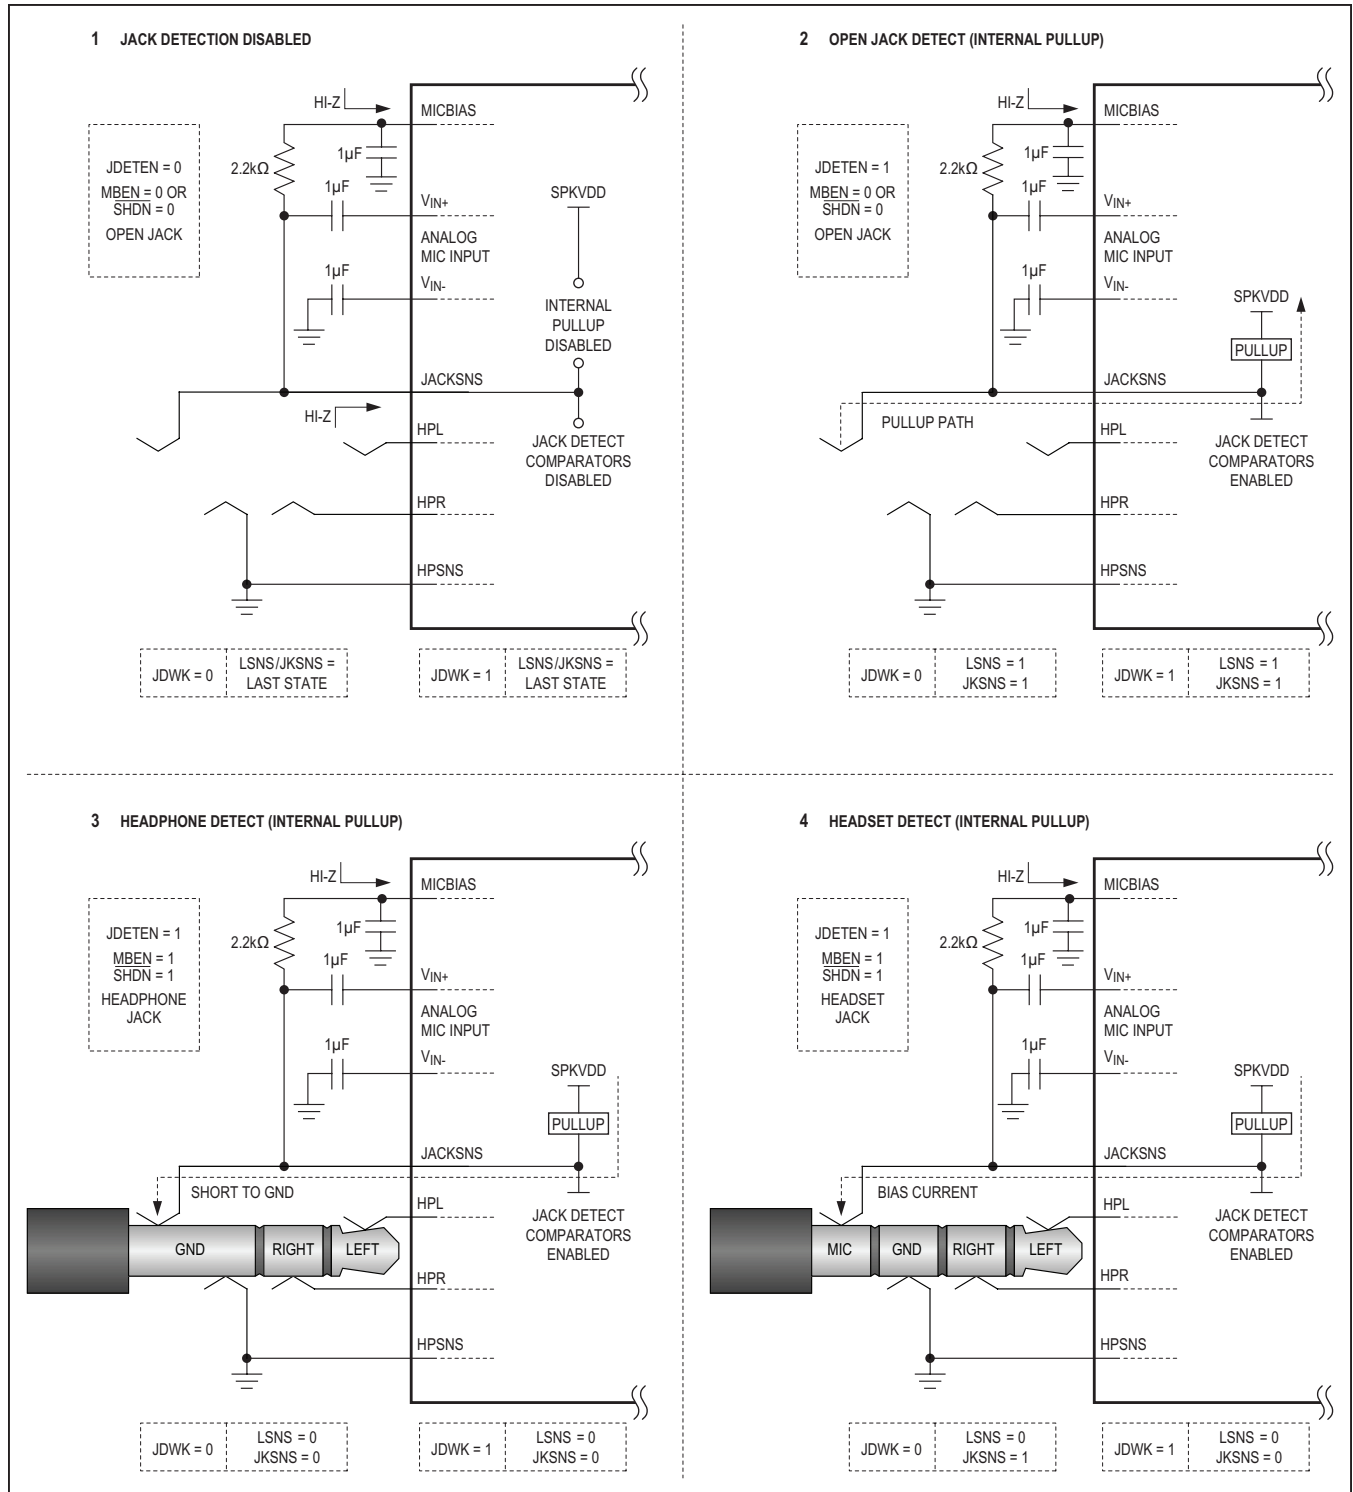 1 JACK DETECTION DISABLED
HI-Z
MICBIAS
JDETEN = 0
MBEN = 0 OR
SHDN = 0
OPEN JACK
2.2kΩ
1µF
1µF
VIN+
SPKVDD
ANALOG
MIC INPUT
1µF
VIN-
INTERNAL
PULLUP
DISABLED
JACKSNS
HI-Z
HPL
JACK DETECT
COMPARATORS
DISABLED
HPR
HPSNS
JDWK = 0
LSNS/JKSNS =
LAST STATE
JDWK = 1
LSNS/JKSNS =
LAST STATE
2 OPEN JACK DETECT (INTERNAL PULLUP)
HI-Z
MICBIAS
JDETEN = 1
MBEN = 0 OR
SHDN = 0
OPEN JACK
2.2kΩ
1µF
1µF
VIN+
ANALOG
MIC INPUT
1µF
VIN-
SPKVDD
PULLUP
JACKSNS
PULLUP PATH
HPL
JACK DETECT
COMPARATORS
ENABLED
HPR
HPSNS
JDWK = 0
LSNS = 1
JKSNS = 1
JDWK = 1
LSNS = 1
JKSNS = 1
3 HEADPHONE DETECT (INTERNAL PULLUP)
HI-Z
MICBIAS
JDETEN = 1
MBEN = 1
SHDN = 1
HEADPHONE
JACK
2.2kΩ
1µF
1µF
VIN+
ANALOG
MIC INPUT
1µF
VIN-
SPKVDD
PULLUP
JACKSNS
SHORT TO GND
HPL
GND
RIGHT
LEFT
JACK DETECT
COMPARATORS
ENABLED
HPR
HPSNS
JDWK = 0
LSNS = 0
JKSNS = 0
JDWK = 1
LSNS = 0
JKSNS = 0
4 HEADSET DETECT (INTERNAL PULLUP)
HI-Z
MICBIAS
JDETEN = 1
MBEN = 1
SHDN = 1
HEADSET
JACK
2.2kΩ
1µF
1µF
VIN+
ANALOG
MIC INPUT
1µF
VIN-
SPKVDD
PULLUP
JACKSNS
BIAS CURRENT
HPL
MIC
GND
RIGHT
LEFT
JACK DETECT
COMPARATORS
ENABLED
HPR
HPSNS
JDWK = 0
LSNS = 0
JKSNS = 1
JDWK = 1
LSNS = 0
JKSNS = 0